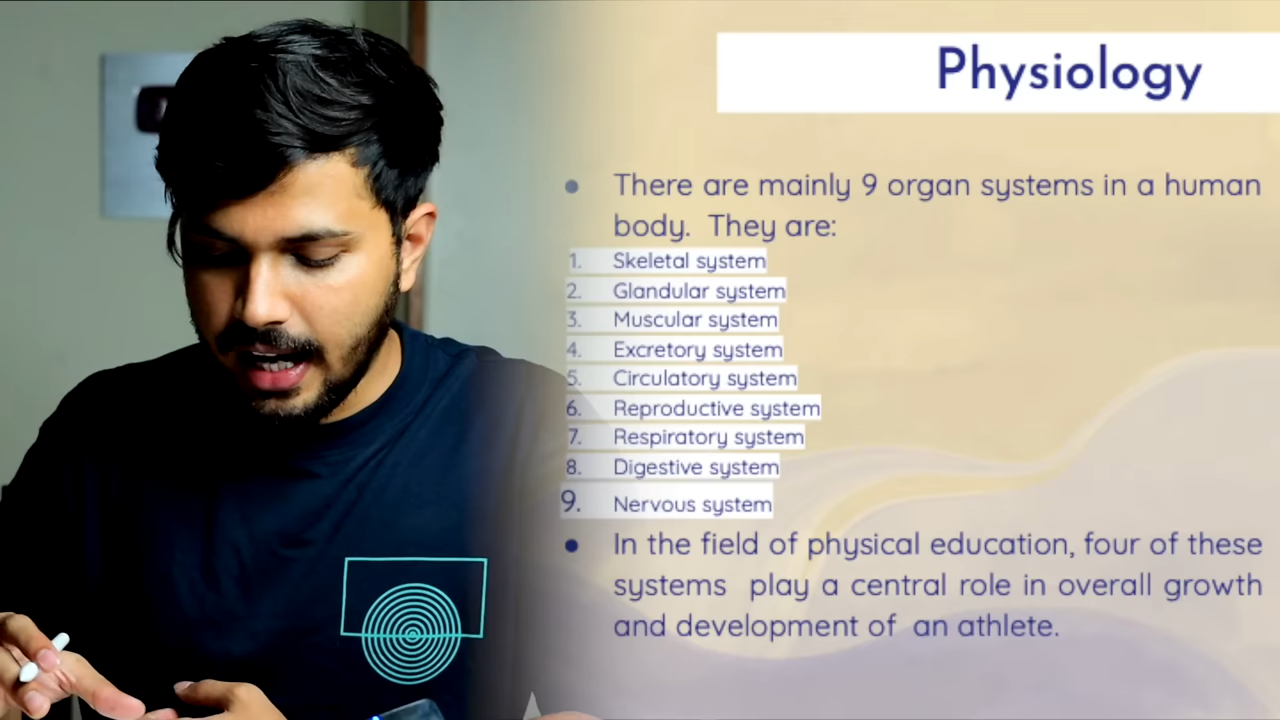 Physiology
● There are mainly 9 organ systems in a human
body. They are:
1. Skeletal system
2. Glandular system
3. Muscular system
4. Excretory system
5. Circulatory system
6. Reproductive system
7. Respiratory system
8. Digestive system
9. Nervous system
● In the field of physical education, four of these
systems play a central role in overall growth
and development of an athlete.